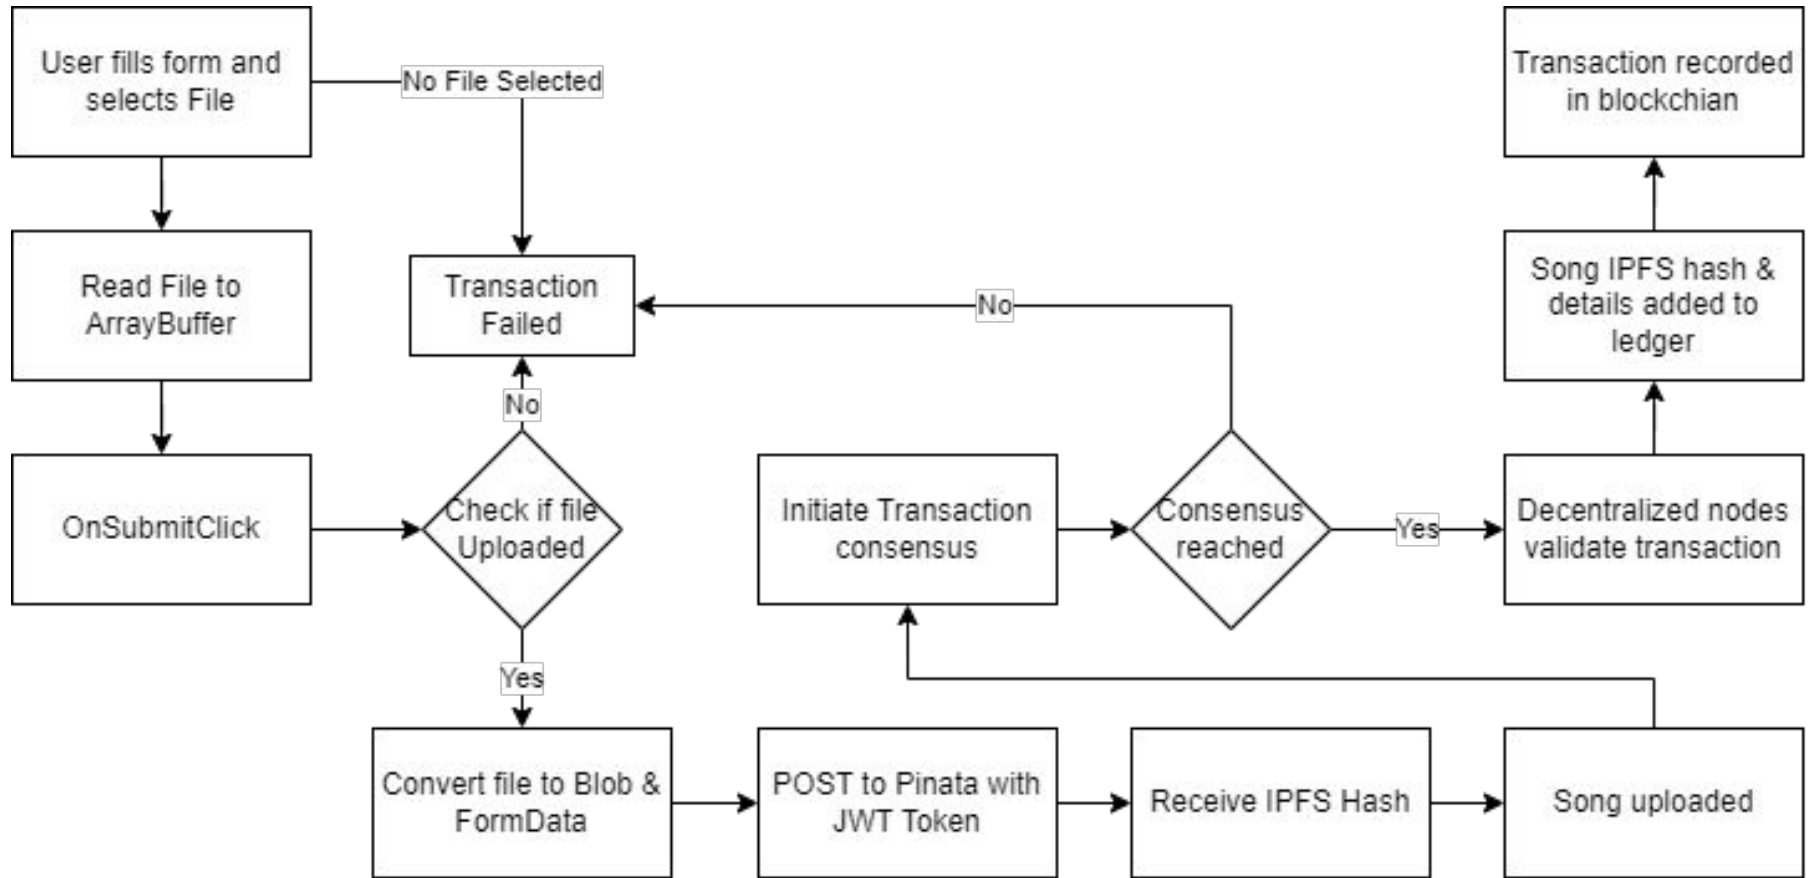 User fills form and
selects File
No File Selected
Transaction recorded
in blockchian
Read File to
ArrayBuffer
Transaction
Failed
No
Song IPFS hash &
details added to
ledger
No
OnSubmitClick
Check if file
Uploaded
Initiate Transaction
consensus
Consensus
reached
Yes
Decentralized nodes
validate transaction
Yes
Convert file to Blob &
FormData
POST to Pinata with
JWT Token
Receive IPFS Hash
Song uploaded